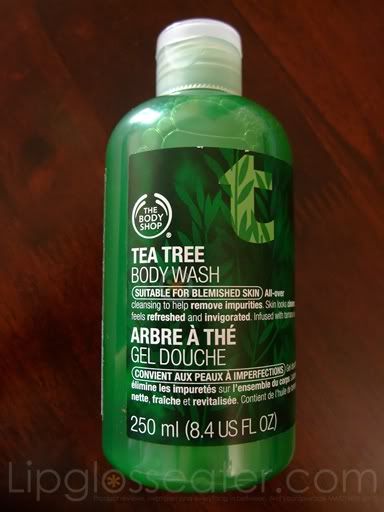 THE
BODY
SHOP
t
TEA TREE
BODY WASH
SUITABLE FOR BLEMISHED SKIN All-over
cleansing to help remove impurities. Skin looks
feels refreshed and invigorated. Infused with
ARBRE À THÉ
GEL DOUCHE
CONVIENT AUX PEAUX À IMPERFECTIONS
élimine les impuretés sur l'ensemble du corps.
nette, fraîche et revitalisée. Contient de l'huile de
250 ml (8.4 US FL OZ)
Lipglosseater.com